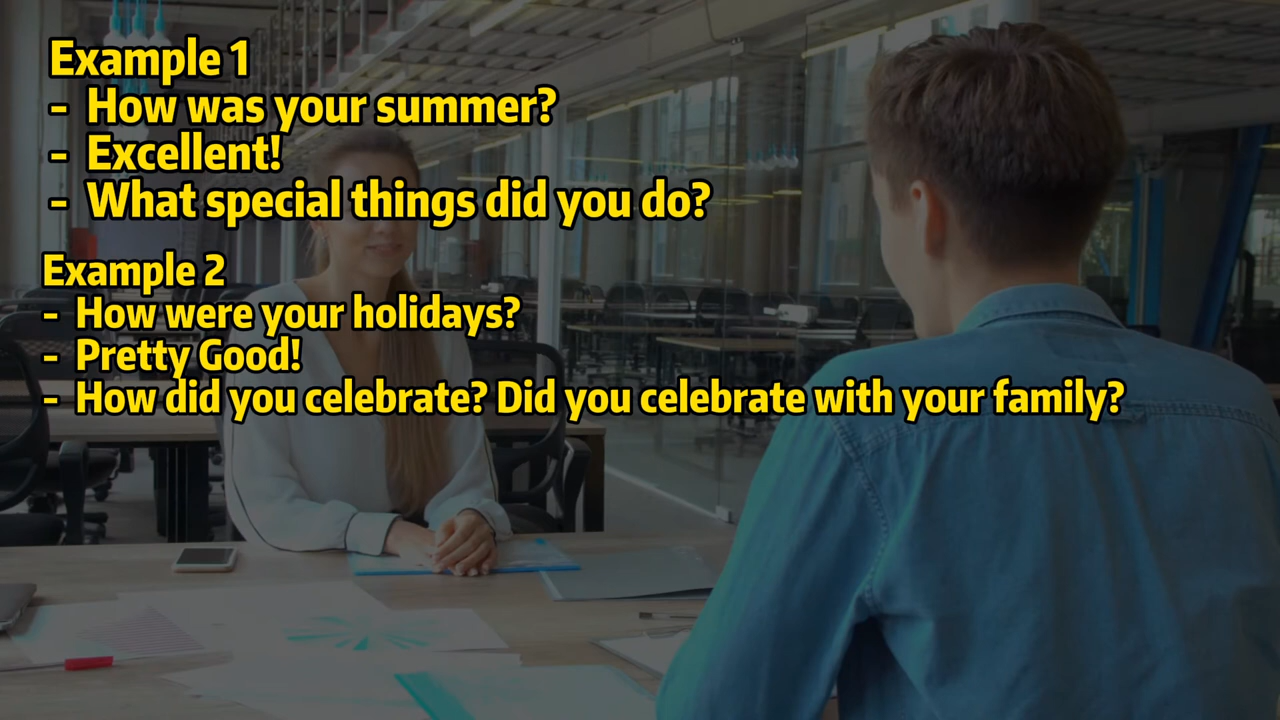 Example 1
- How was your summer?
- Excellent!
- What special things did you do?
Example 2
- How were your holidays?
- Pretty Good!
- How did you celebrate? Did you celebrate with your family?